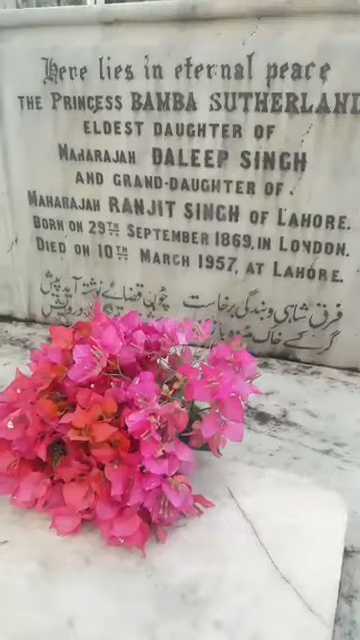 Here lies in eternal peace
THE PRINCESS BAMBA SUTHERLAND
ELDEST DAUGHTER OF
MAHARAJAH DALEEP SINGH
AND GRAND-DAUGHTER OF
MAHARAJAH RANJIT SINGH OF LAHORE.
BORN ON 29TH SEPTEMBER 1869, IN LONDON.
DIED ON 10TH MARCH 1957, AT LAHORE.
فرق شاہی و بندگی برخاست چوں قضائے نوشتہ آید پیش
گر کسے خاک مردہ